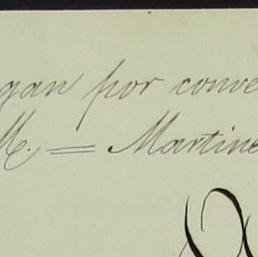 gan por conve
M. = Martine